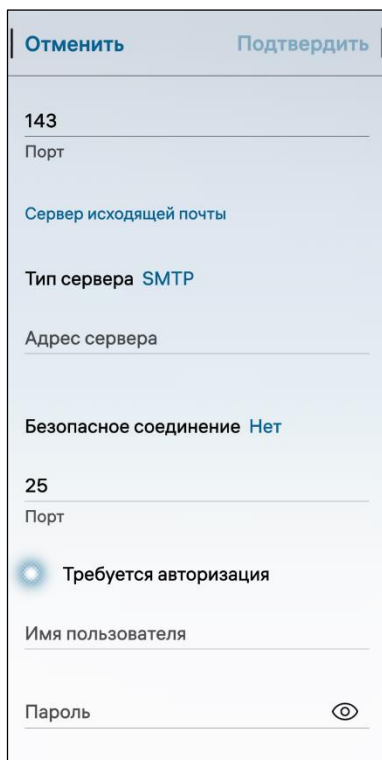 Отменить Подтвердить
143
Порт
Сервер исходящей почты
Тип сервера SMTP
Адрес сервера
Безопасное соединение Нет
25
Порт
Требуется авторизация
Имя пользователя
Пароль